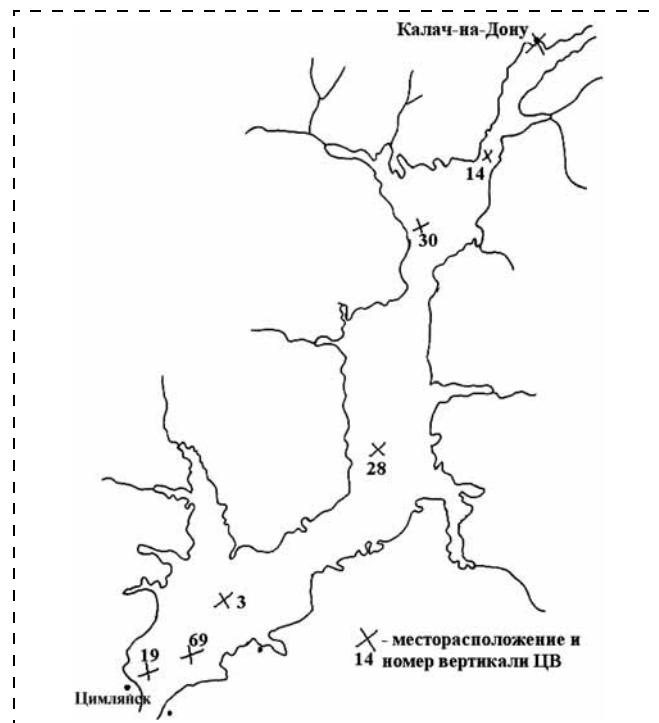 Калач-на-Дону
14
30
28
3
69
19
Цимлянск
- месторасположение и
14 номер вертикали ЦВ